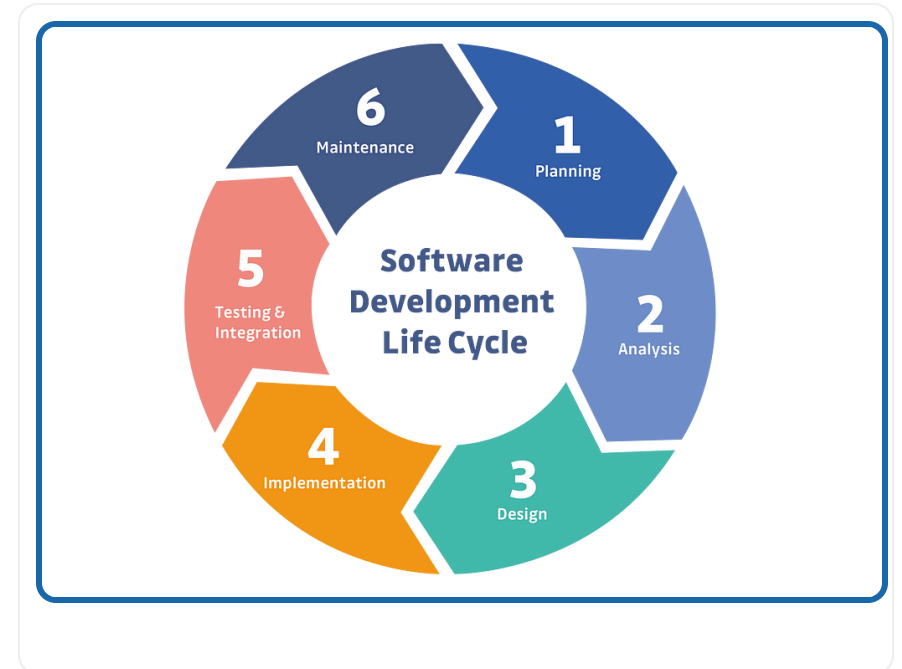 Software
Development
Life Cycle
1
Planning
2
Analysis
3
Design
4
Implementation
5
Testing &
Integration
6
Maintenance